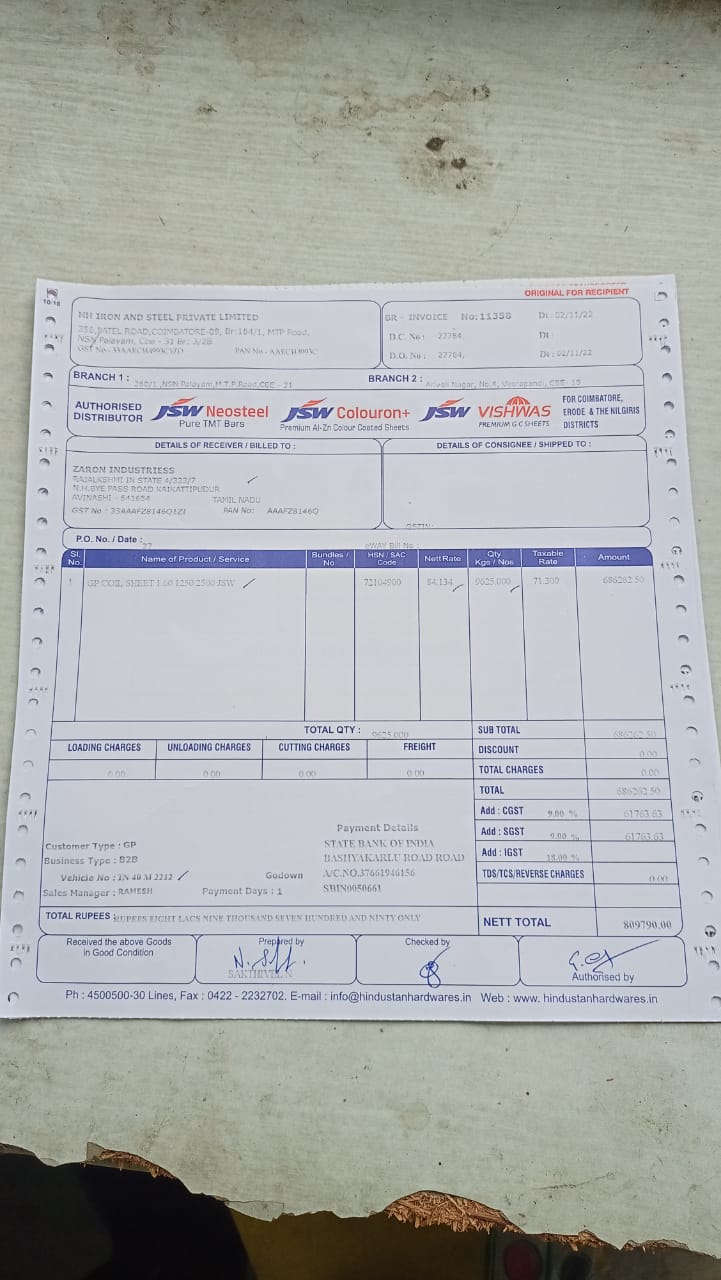 ORIGINAL FOR RECIPIENT
10/18
HH IRON AND STEEL PRIVATE LIMITED
356,PATEL ROAD,COIMBATORE-09, Br:164/1, MTP Road,
NSN Palayam, Cbe - 31 Br: 3/2B
GST No: 33AAECH4993C1ZO PAN No - AAECH4993C
BR - INVOICE No:11358 Dt : 02/11/22
D.C. No : 27784, Dt :
D.O. No : 27784, Dt : 02/11/22
BRANCH 1 : 260/1 ,NSN Palayam,M.T.P.Road,CBE - 31
BRANCH 2 : Arivoli Nagar, No.4, Veerapandi, CBE- 19
AUTHORISED DISTRIBUTOR
JSW Neosteel
Pure TMT Bars
JSW Colouron+
Premium Al-Zn Colour Coated Sheets
JSW VISHWAS
PREMIUM G C SHEETS
FOR COIMBATORE,
ERODE & THE NILGIRIS
DISTRICTS
DETAILS OF RECEIVER / BILLED TO :
DETAILS OF CONSIGNEE / SHIPPED TO :
ZARON INDUSTRIESS
RAJALKSHMI IN STATE 4/333/7
N.H.BYE PASS ROAD KAIKATTIPUDUR
AVINASHI - 641654 TAMIL NADU
GST No : 33AAAFZ8146Q1ZI PAN No: AAAFZ8146Q
GSTIN:
P.O. No. / Date : 27
eWAY Bill No :
Sl. No. Name of Product / Service Bundles / No HSN / SAC Code Nett Rate Qty Kgs / Nos Taxable Rate Amount
1 GP COIL/SHEET 1.60 1250 2500 JSW 72104900 84.134 9625.000 71.300 686262.50
TOTAL QTY : 9625.000
SUB TOTAL 686262.50
LOADING CHARGES UNLOADING CHARGES CUTTING CHARGES FREIGHT
0.00 0.00 0.00 0.00
DISCOUNT 0.00
TOTAL CHARGES 0.00
TOTAL 686262.50
Add : CGST 9.00 % 61763.63
Add : SGST 9.00 % 61763.63
Add : IGST 18.00 %
TDS/TCS/REVERSE CHARGES 0.00
Payment Details
STATE BANK OF INDIA
BASHYAKARLU ROAD ROAD
A/C.NO.37661946156
SBIN0050661
Customer Type : GP
Business Type : B2B
Vehicle No : TN 40 M 2212 Godown
Sales Manager : RAMESH Payment Days : 1
TOTAL RUPEES RUPEES EIGHT LACS NINE THOUSAND SEVEN HUNDRED AND NINTY ONLY
NETT TOTAL 809790.00
Received the above Goods
in Good Condition
Prepared by
SAKTHIVEL.N
Checked by
Authorised by
Ph : 4500500-30 Lines, Fax : 0422 - 2232702. E-mail : info@hindustanhardwares.in Web : www. hindustanhardwares.in